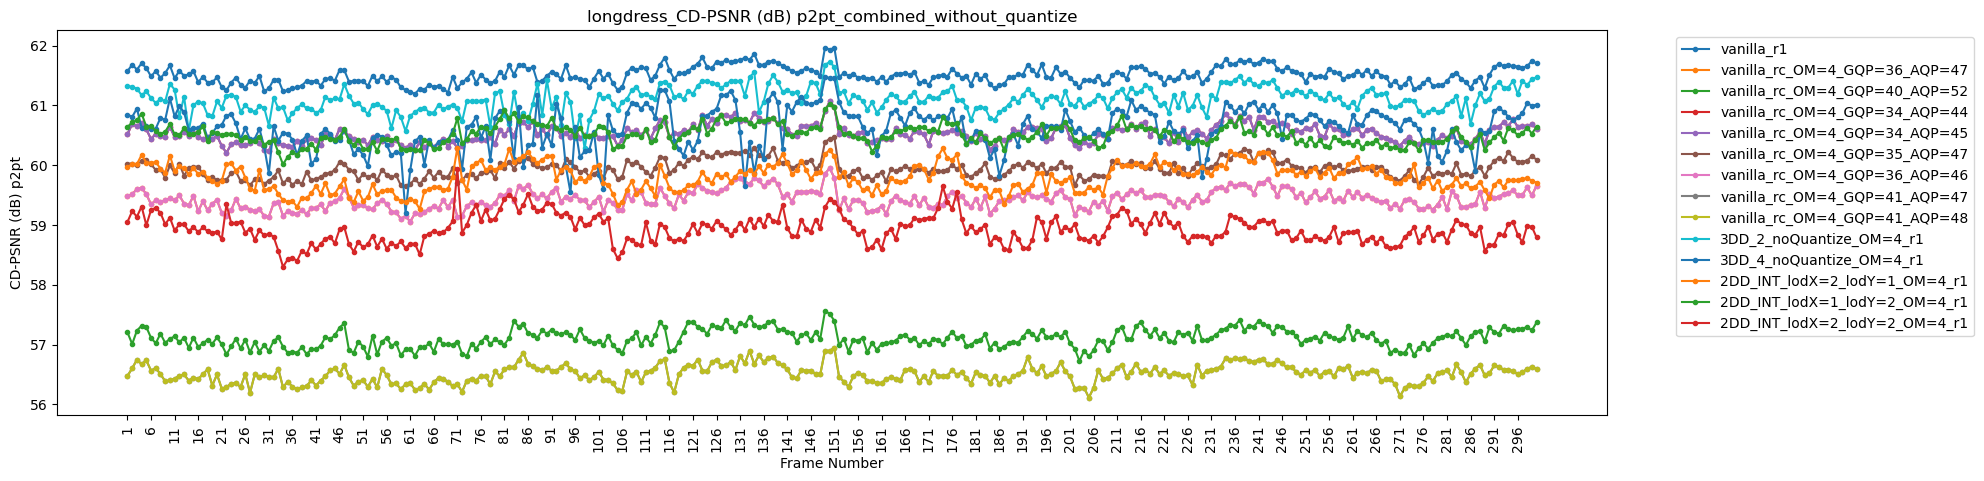 longdress_CD-PSNR (dB) p2pt_combined_without_quantize
CD-PSNR (dB) p2pt
62
61
60
59
58
57
56
1 6 11 16 21 26 31 36 41 46 51 56 61 66 71 76 81 86 91 96 101 106 111 116 121 126 131 136 141 146 151 156 161 166 171 176 181 186 191 196 201 206 211 216 221 226 231 236 241 246 251 256 261 266 271 276 281 286 291 296
Frame Number
vanilla_r1
vanilla_rc_OM=4_GQP=36_AQP=47
vanilla_rc_OM=4_GQP=40_AQP=52
vanilla_rc_OM=4_GQP=34_AQP=44
vanilla_rc_OM=4_GQP=34_AQP=45
vanilla_rc_OM=4_GQP=35_AQP=47
vanilla_rc_OM=4_GQP=36_AQP=46
vanilla_rc_OM=4_GQP=41_AQP=47
vanilla_rc_OM=4_GQP=41_AQP=48
3DD_2_noQuantize_OM=4_r1
3DD_4_noQuantize_OM=4_r1
2DD_INT_lodX=2_lodY=1_OM=4_r1
2DD_INT_lodX=1_lodY=2_OM=4_r1
2DD_INT_lodX=2_lodY=2_OM=4_r1